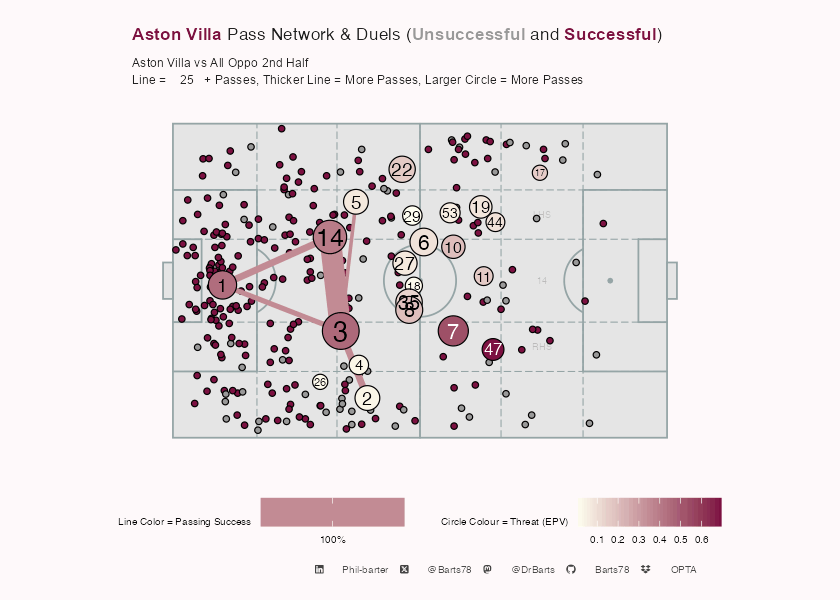 Aston Villa Pass Network & Duels (Unsuccessful and Successful)
Aston Villa vs All Oppo 2nd Half
Line = 25 + Passes, Thicker Line = More Passes, Larger Circle = More Passes
22
17
5
29
53
19
44
HS
14
6
10
27
11
14
1
18
35
8
3
7
47
RHS
4
26
2
Line Color = Passing Success
100%
Circle Colour = Threat (EPV)
0.1 0.2 0.3 0.4 0.5 0.6
Phil-barter @Barts78 @DrBarts Barts78 OPTA